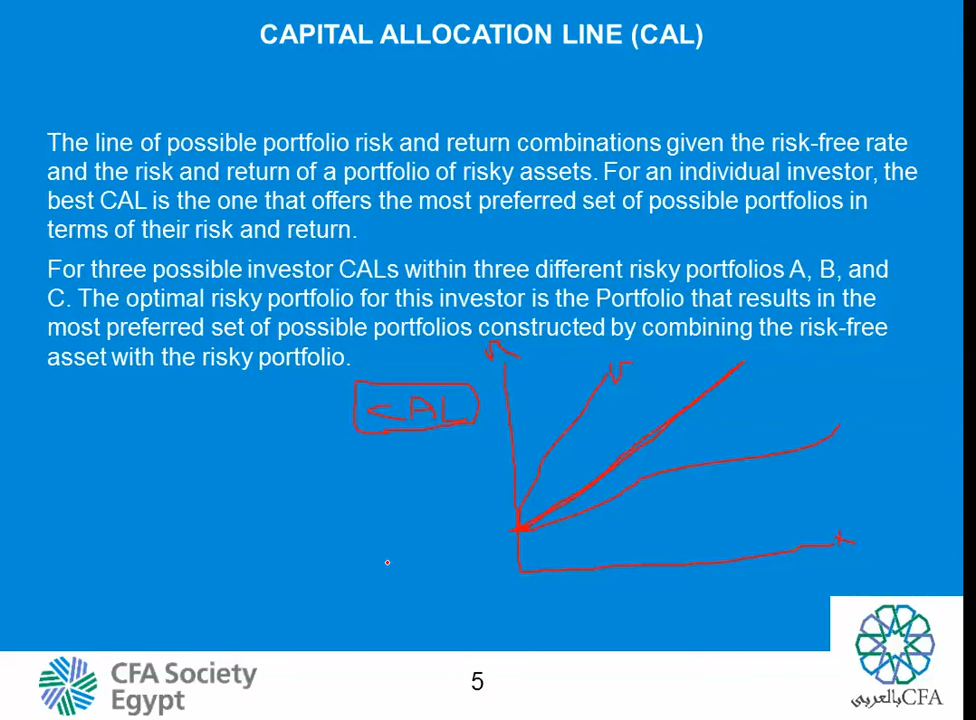 CAPITAL ALLOCATION LINE (CAL)
The line of possible portfolio risk and return combinations given the risk-free rate
and the risk and return of a portfolio of risky assets. For an individual investor, the
best CAL is the one that offers the most preferred set of possible portfolios in
terms of their risk and return.
For three possible investor CALs within three different risky portfolios A, B, and
C. The optimal risky portfolio for this investor is the Portfolio that results in the
most preferred set of possible portfolios constructed by combining the risk-free
asset with the risky portfolio.
CAL
CFA Society
Egypt
5
CFA بالعربي